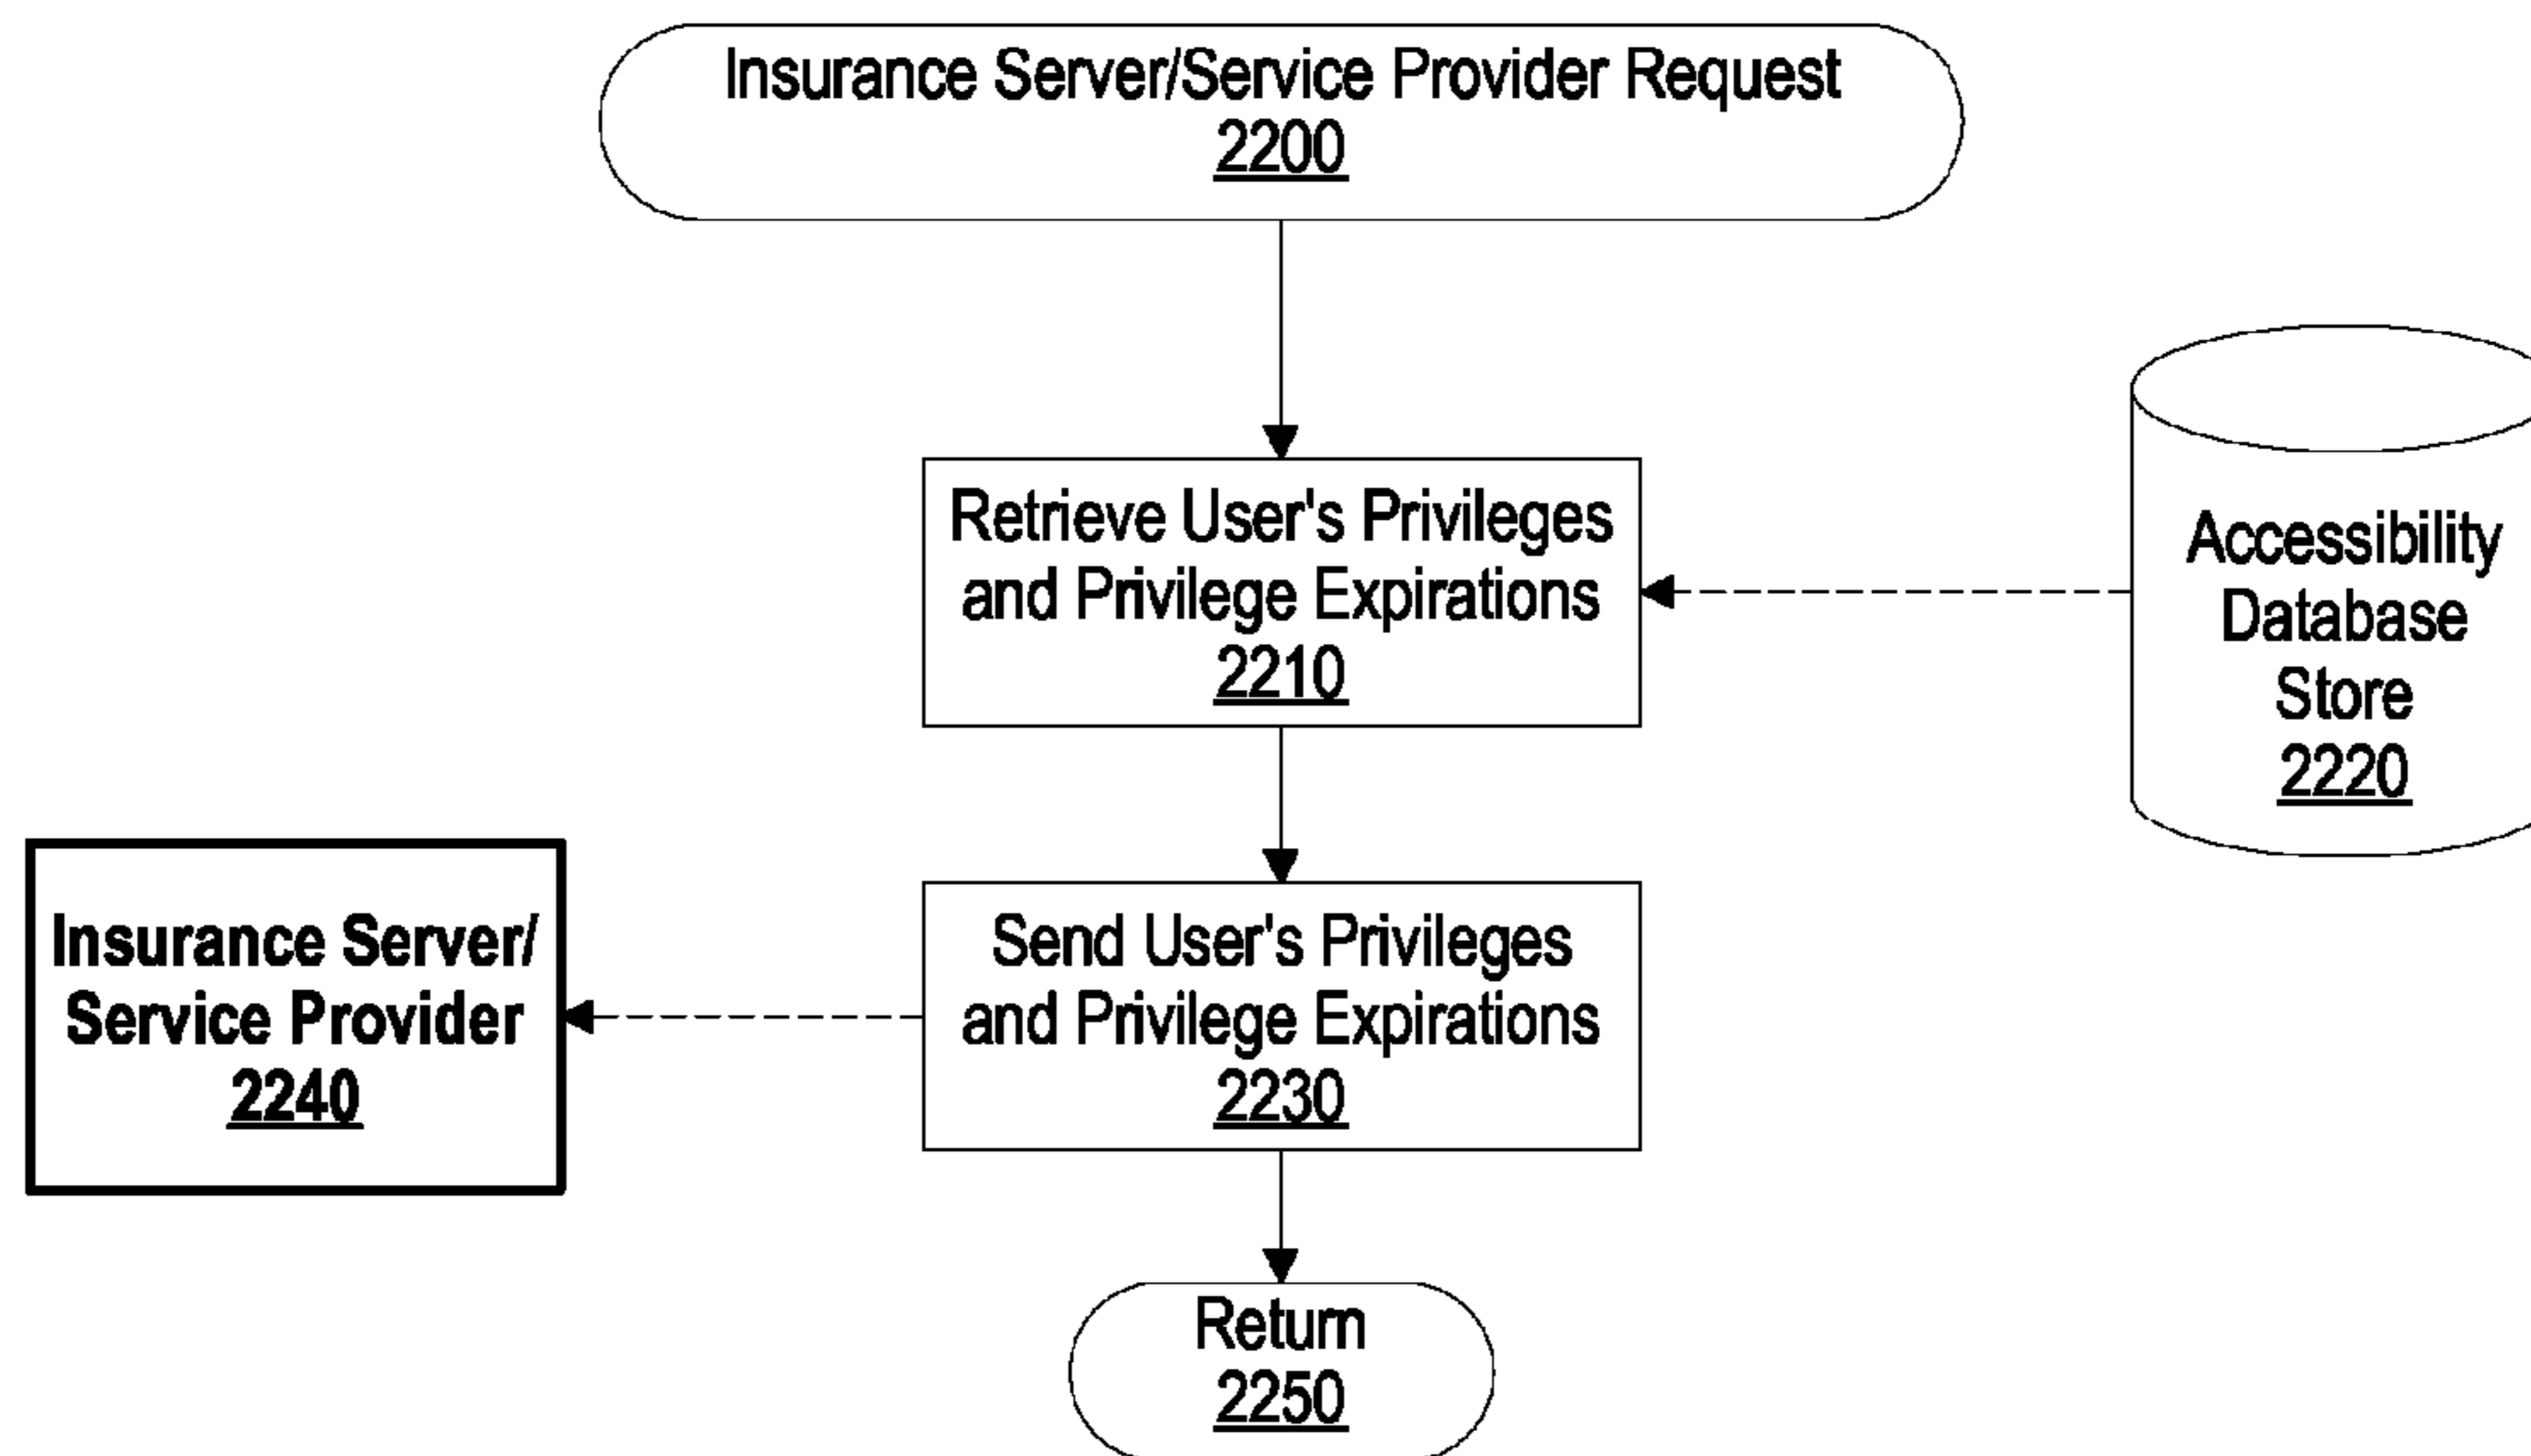 Insurance Server/Service Provider Request
2200
Retrieve User's Privileges
and Privilege Expirations
2210
Accessibility
Database
Store
2220
Send User's Privileges
and Privilege Expirations
2230
Insurance Server/
Service Provider
2240
Return
2250